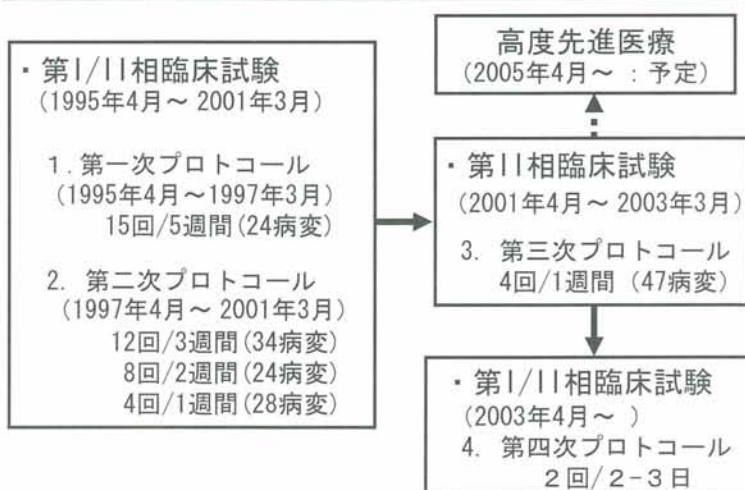 ・第I/II相臨床試験
(1995年4月～2001年3月)
1. 第一次プロトコール
(1995年4月～1997年3月)
15回/5週間(24病変)
2. 第二次プロトコール
(1997年4月～2001年3月)
12回/3週間(34病変)
8回/2週間(24病変)
4回/1週間(28病変)
高度先進医療
(2005年4月～ : 予定)
・第II相臨床試験
(2001年4月～2003年3月)
3. 第三次プロトコール
4回/1週間 (47病変)
・第I/II相臨床試験
(2003年4月～ )
4. 第四次プロトコール
2回/2-3日